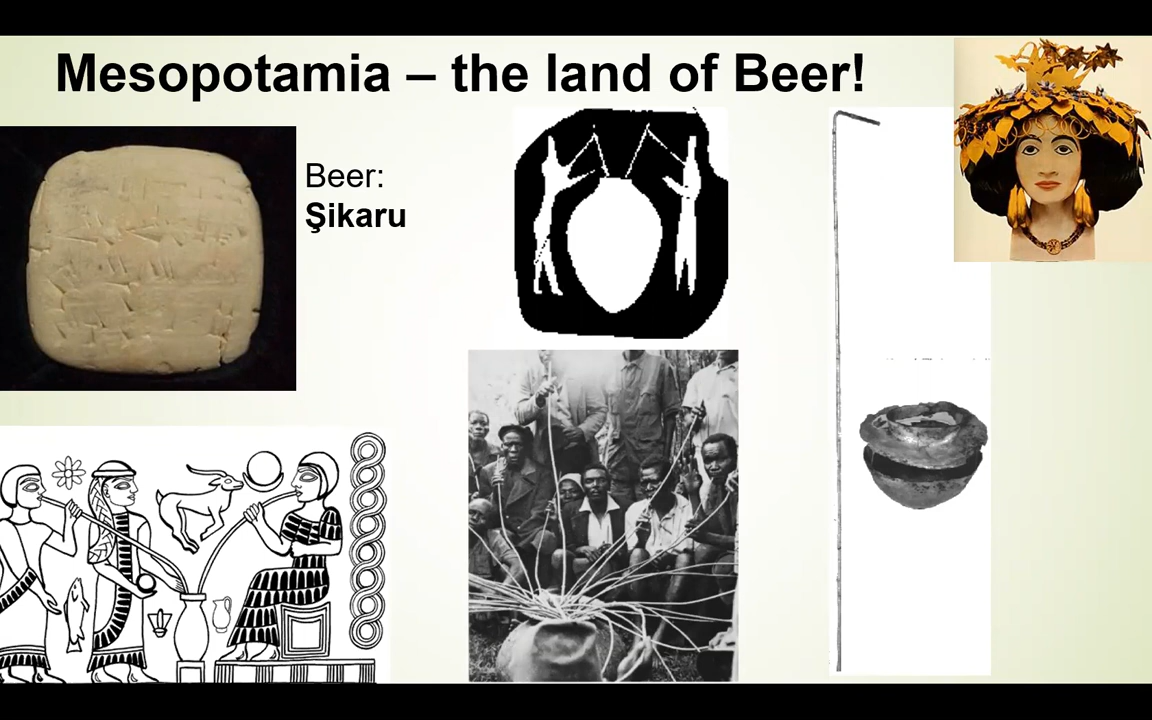 Mesopotamia – the land of Beer!
Beer:
Şikaru